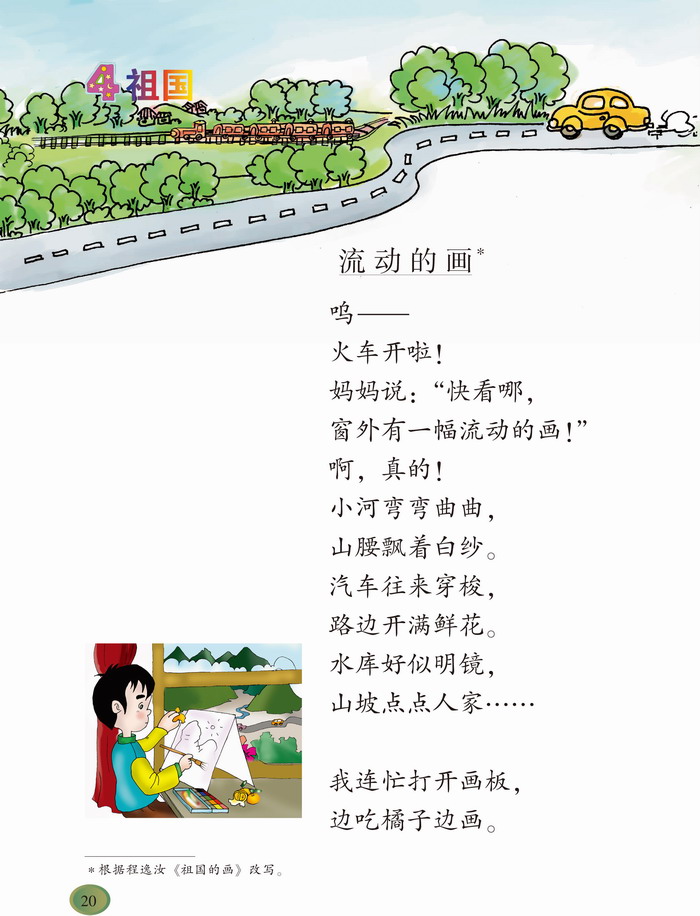 4 祖国
流动的画*
呜——
火车开啦！
妈妈说：“快看哪，
窗外有一幅流动的画！”
啊，真的！
小河弯弯曲曲，
山腰飘着白纱。
汽车往来穿梭，
路边开满鲜花。
水库好似明镜，
山坡点点人家……
我连忙打开画板，
边吃橘子边画。
*根据程逸汝《祖国的画》改写。
20